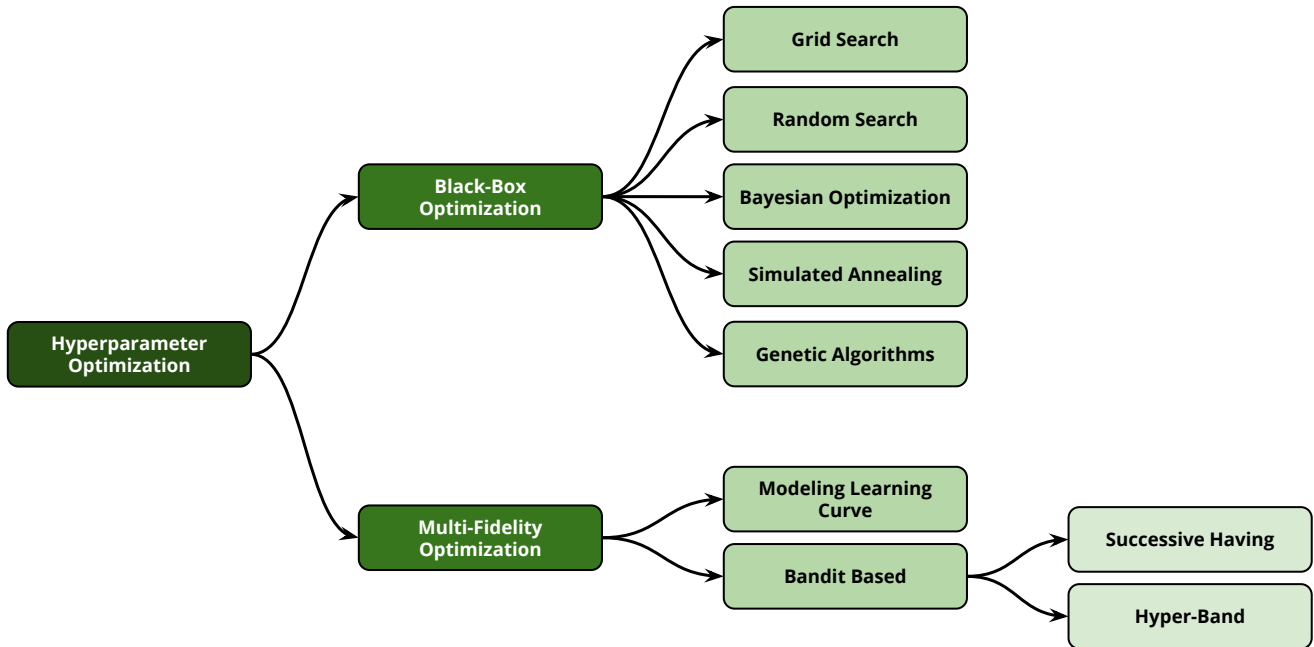 Grid Search
Random Search
Black-Box
Optimization
Bayesian Optimization
Simulated Annealing
Hyperparameter
Optimization
Genetic Algorithms
Modeling Learning
Curve
Multi-Fidelity
Optimization
Successive Having
Bandit Based
Hyper-Band